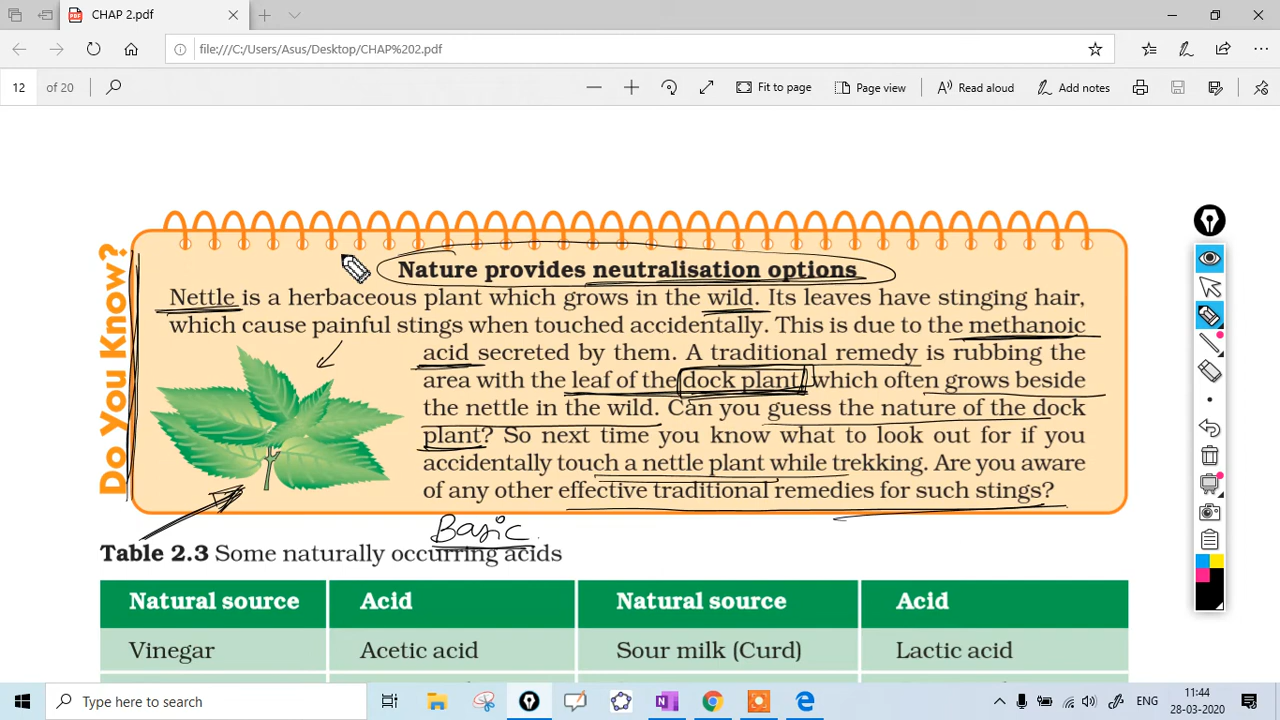 CHAP 2.pdf
file:///C:/Users/Asus/Desktop/CHAP%202.pdf
12 of 20
Fit to page
Page view
Read aloud
Add notes
Do You Know?
Nature provides neutralisation options
Nettle is a herbaceous plant which grows in the wild. Its leaves have stinging hair,
which cause painful stings when touched accidentally. This is due to the methanoic
acid secreted by them. A traditional remedy is rubbing the
area with the leaf of the dock plant, which often grows beside
the nettle in the wild. Can you guess the nature of the dock
plant? So next time you know what to look out for if you
accidentally touch a nettle plant while trekking. Are you aware
of any other effective traditional remedies for such stings?
Basic
Table 2.3 Some naturally occurring acids
Natural source Acid Natural source Acid
Vinegar Acetic acid Sour milk (Curd) Lactic acid
Type here to search
ENG
11:44
28-03-2020